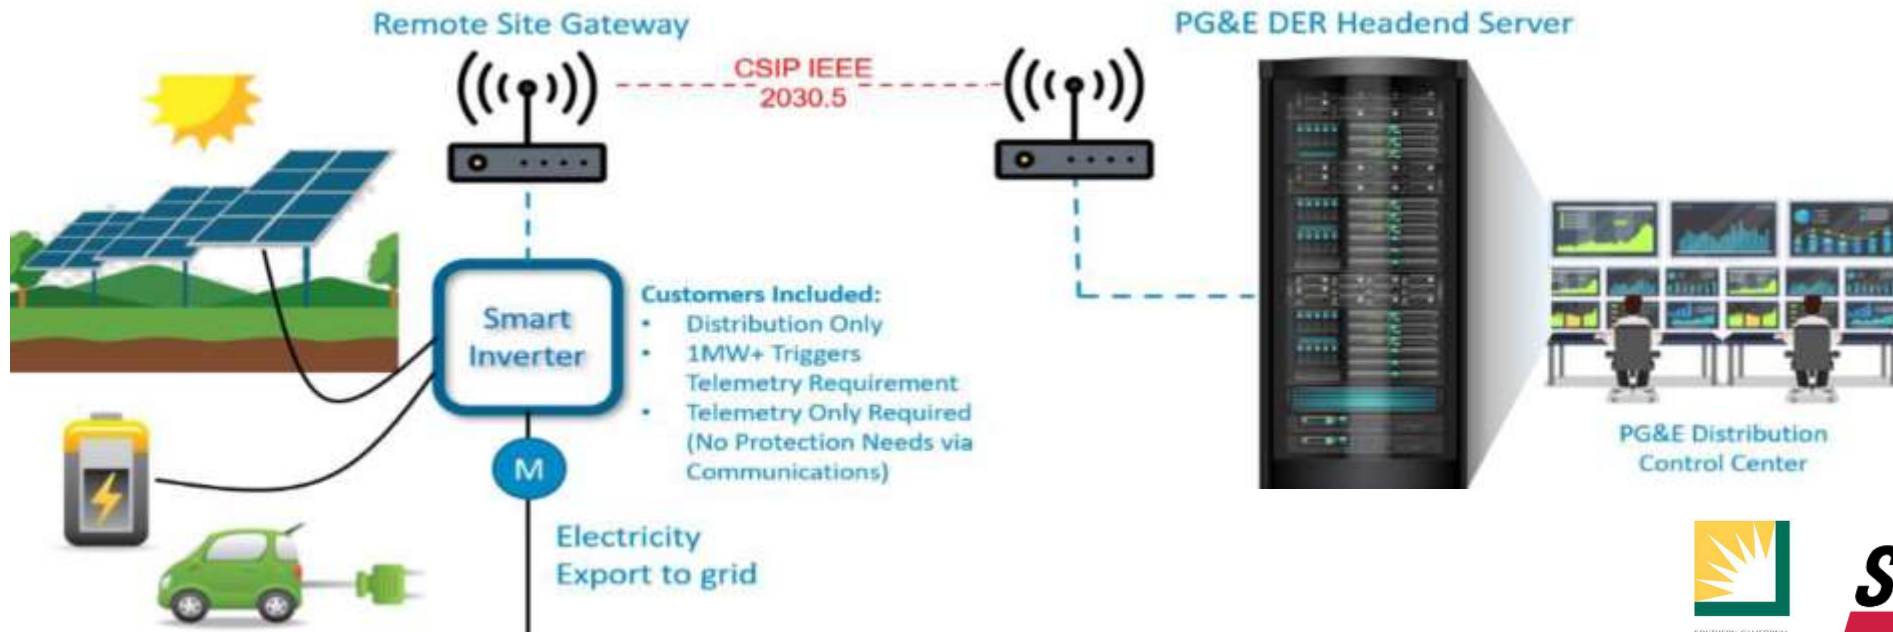 Remote Site Gateway
PG&E DER Headend Server
CSIP IEEE
2030.5
Smart
Inverter
Customers Included:
• Distribution Only
• 1MW+ Triggers
Telemetry Requirement
• Telemetry Only Required
(No Protection Needs via
Communications)
M
Electricity
Export to grid
PG&E Distribution
Control Center
S